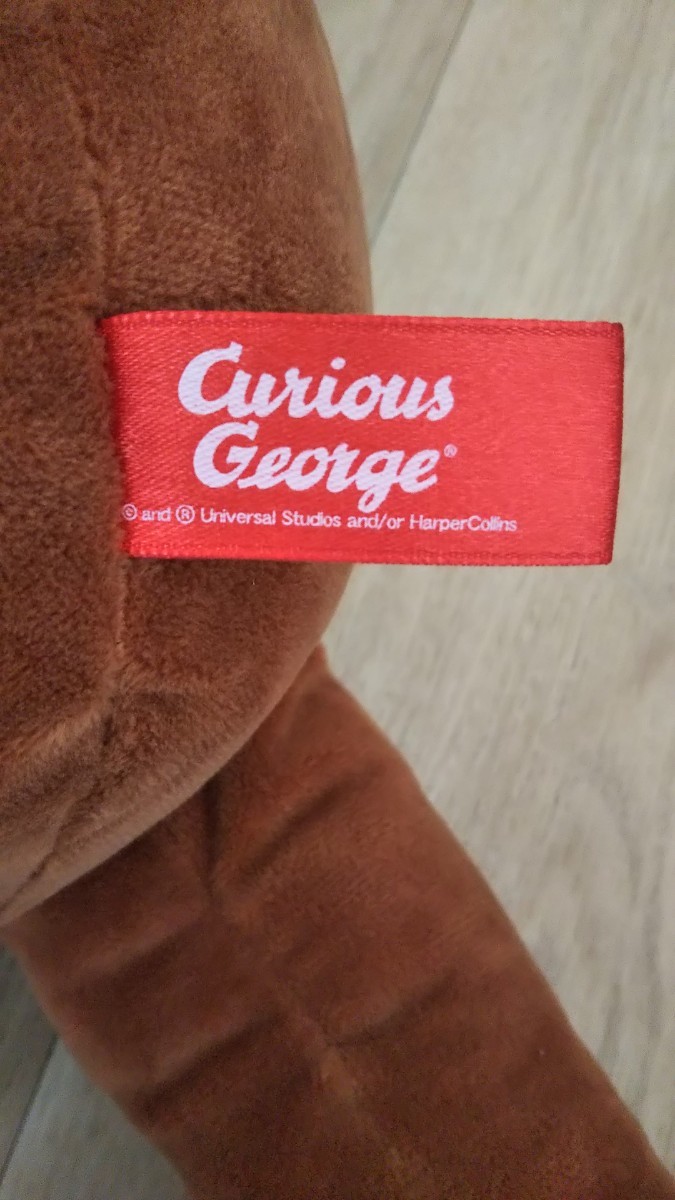 Curious
George®
© and ® Universal Studios and/or HarperCollins